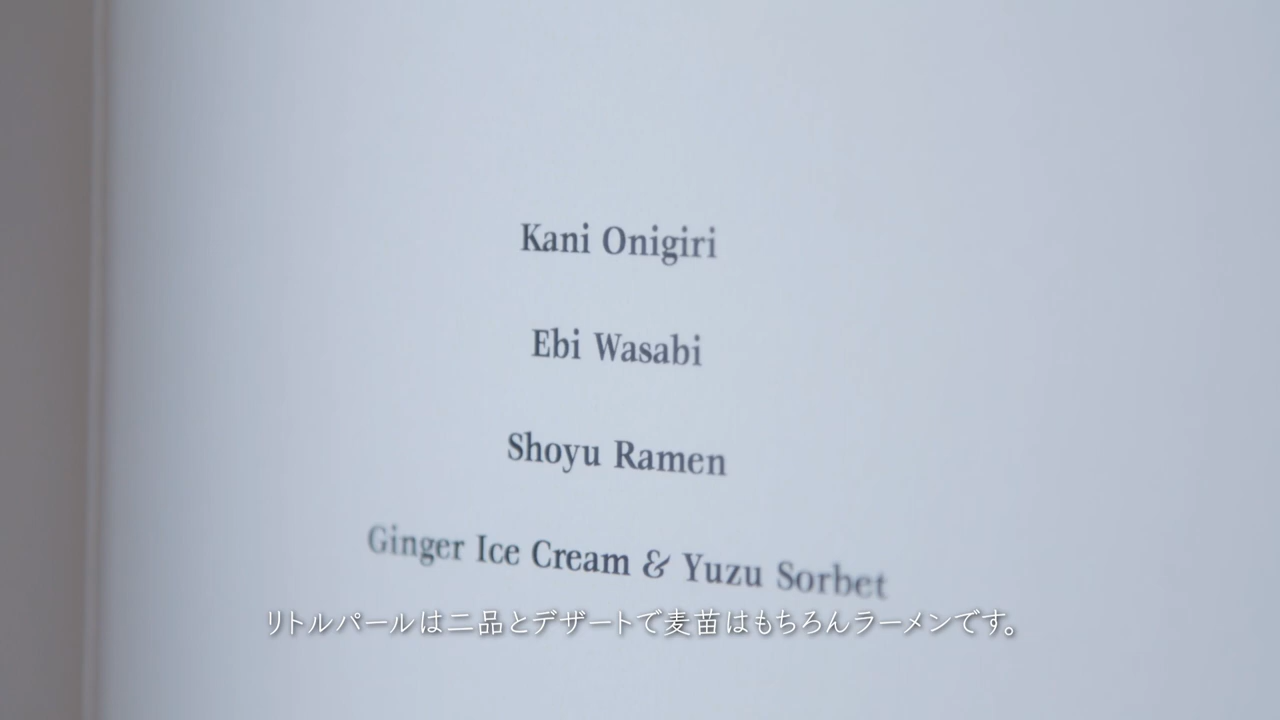 Kani Onigiri
Ebi Wasabi
Shoyu Ramen
Ginger Ice Cream & Yuzu Sorbet
リトルパールは二品とデザートで麦苗はもちろんラーメンです。